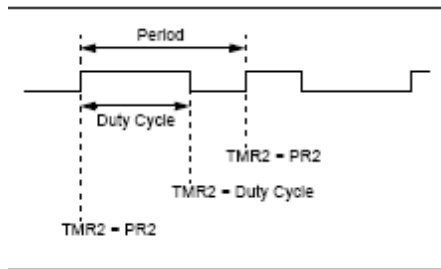 Period
Duty Cycle
TMR2 = PR2
TMR2 = Duty Cycle
TMR2 = PR2